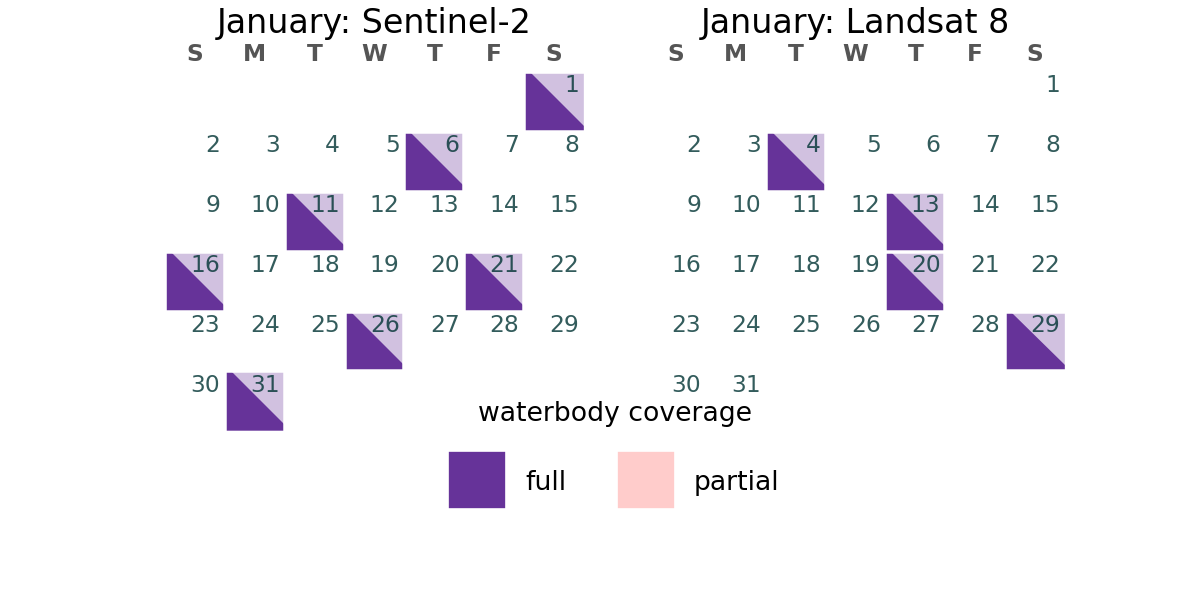 January: Sentinel-2
S M T W T F S
1
2 3 4 5 6 7 8
9 10 11 12 13 14 15
16 17 18 19 20 21 22
23 24 25 26 27 28 29
30 31
January: Landsat 8
S M T W T F S
1
2 3 4 5 6 7 8
9 10 11 12 13 14 15
16 17 18 19 20 21 22
23 24 25 26 27 28 29
30 31
waterbody coverage
full partial